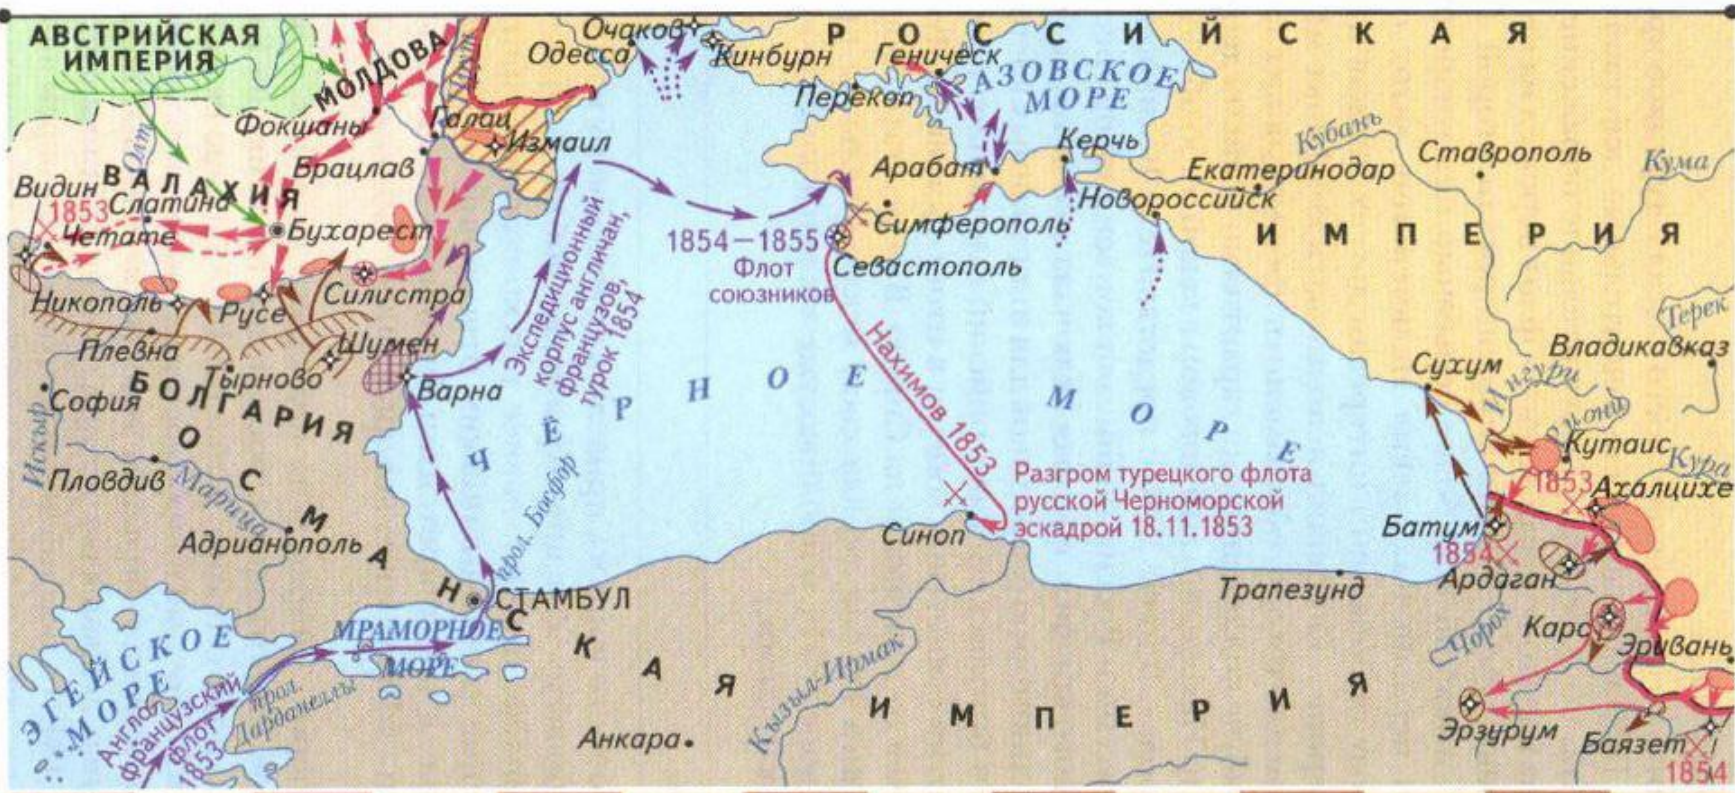 АВСТРИЙСКАЯ
ИМПЕРИЯ
МОЛДОВА
Прут
Очаков
Одесса
Кинбурн
РОССИЙСКАЯ
ИМПЕРИЯ
Геническ
АЗОВСКОЕ
МОРЕ
Перекоп
Фокшаны
Галац
Измаил
Олт
Брацлав
Арабат
Керчь
Кубань
Екатеринодар
Ставрополь
Кума
Видин
ВАЛАХИЯ
1853
Слатина
Четате
Бухарест
Новороссийск
Симферополь
1854–1855
Флот
союзников
Севастополь
Экспедиционный
корпус англичан,
французов,
турок 1854
Никополь
Русе
Силистра
Терек
Плевна
Шумен
Тырново
Варна
Владикавказ
Сухум
Ингури
Риони
Кутаис
Кура
БОЛГАРИЯ
София
Искыр
ЧЁРНОЕ МОРЕ
Нахимов 1853
Пловдив
Марица
Адрианополь
прол. Босфор
Разгром турецкого флота
русской Черноморской
эскадрой 18.11.1853
Синоп
1853
Ахалцихе
Батум
1854
Ардаган
Трапезунд
ОСМАНСКАЯ ИМПЕРИЯ
СТАМБУЛ
МРАМОРНОЕ
МОРЕ
ЭГЕЙСКОЕ
МОРЕ
Англо-
французский
флот
1853
прол.
Дарданеллы
Кызыл-Ирмак
Анкара
Чорох
Карс
Эривань
Эрзурум
Баязет
1854